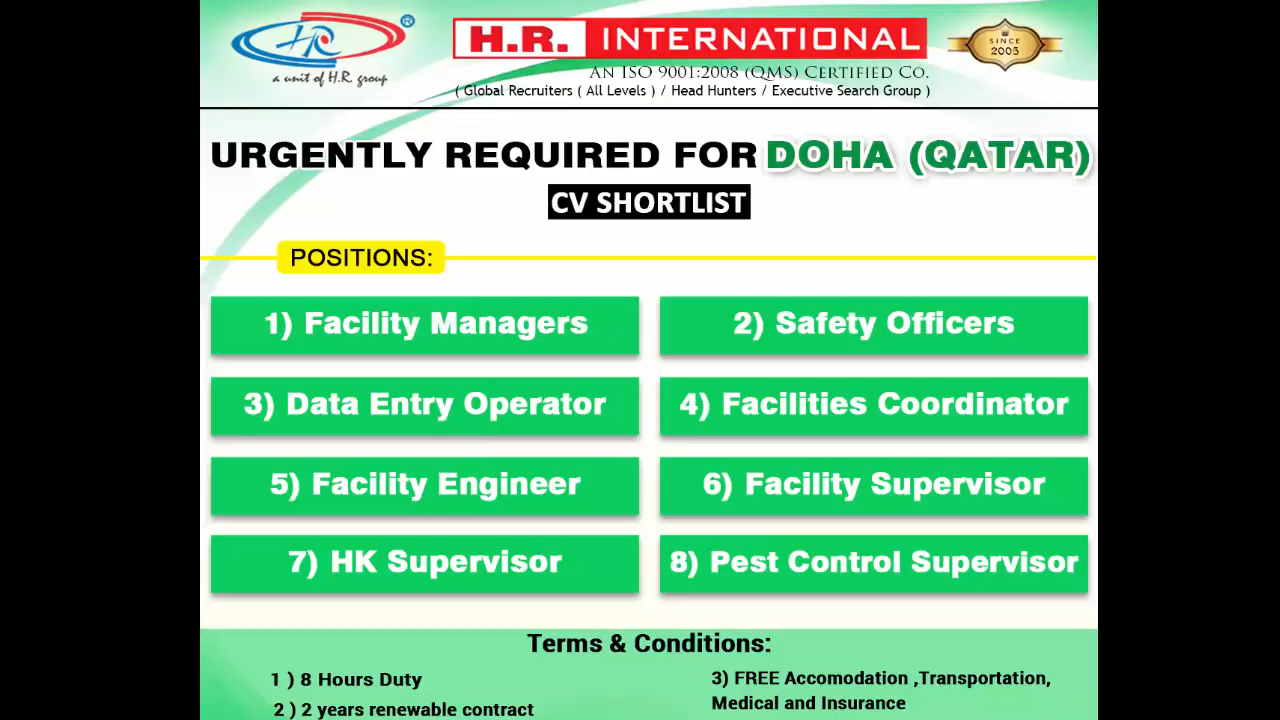 HR ®
a unit of H.R. group
H.R. INTERNATIONAL
AN ISO 9001:2008 (QMS) CERTIFIED CO.
( Global Recruiters ( All Levels ) / Head Hunters / Executive Search Group )
SINCE
2005
URGENTLY REQUIRED FOR DOHA (QATAR)
CV SHORTLIST
POSITIONS:
1) Facility Managers
2) Safety Officers
3) Data Entry Operator
4) Facilities Coordinator
5) Facility Engineer
6) Facility Supervisor
7) HK Supervisor
8) Pest Control Supervisor
Terms & Conditions:
1 ) 8 Hours Duty
2 ) 2 years renewable contract
3) FREE Accomodation ,Transportation,
Medical and Insurance